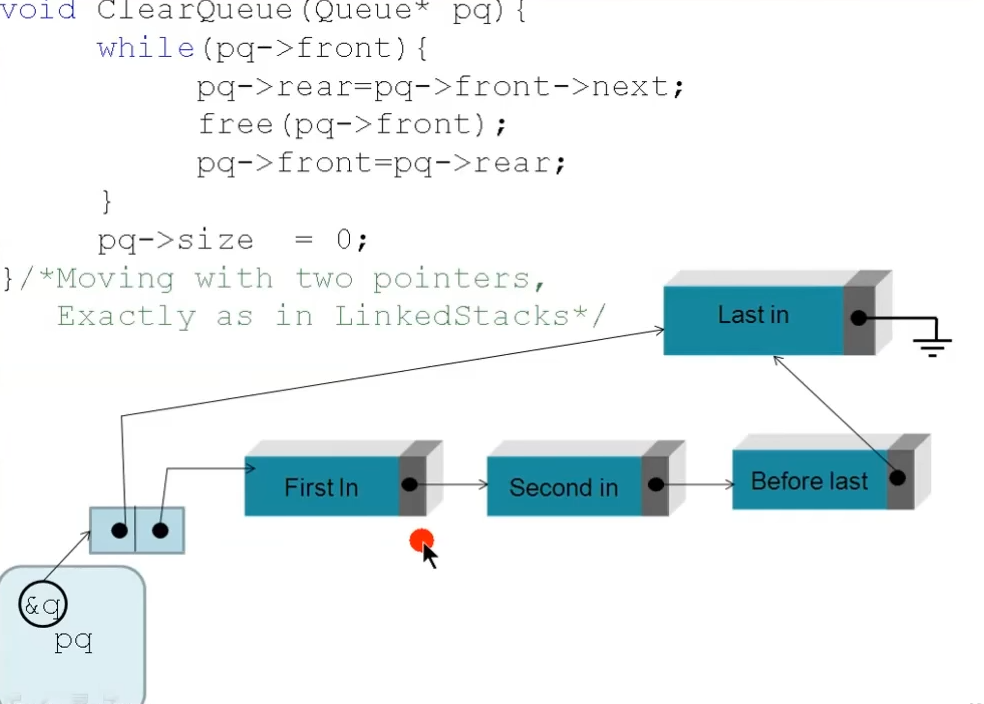 void ClearQueue(Queue* pq){
while(pq->front){
pq->rear=pq->front->next;
free(pq->front);
pq->front=pq->rear;
}
pq->size = 0;
}/*Moving with two pointers,
Exactly as in LinkedStacks*/
Last in
First In
Second in
Before last
&q
pq